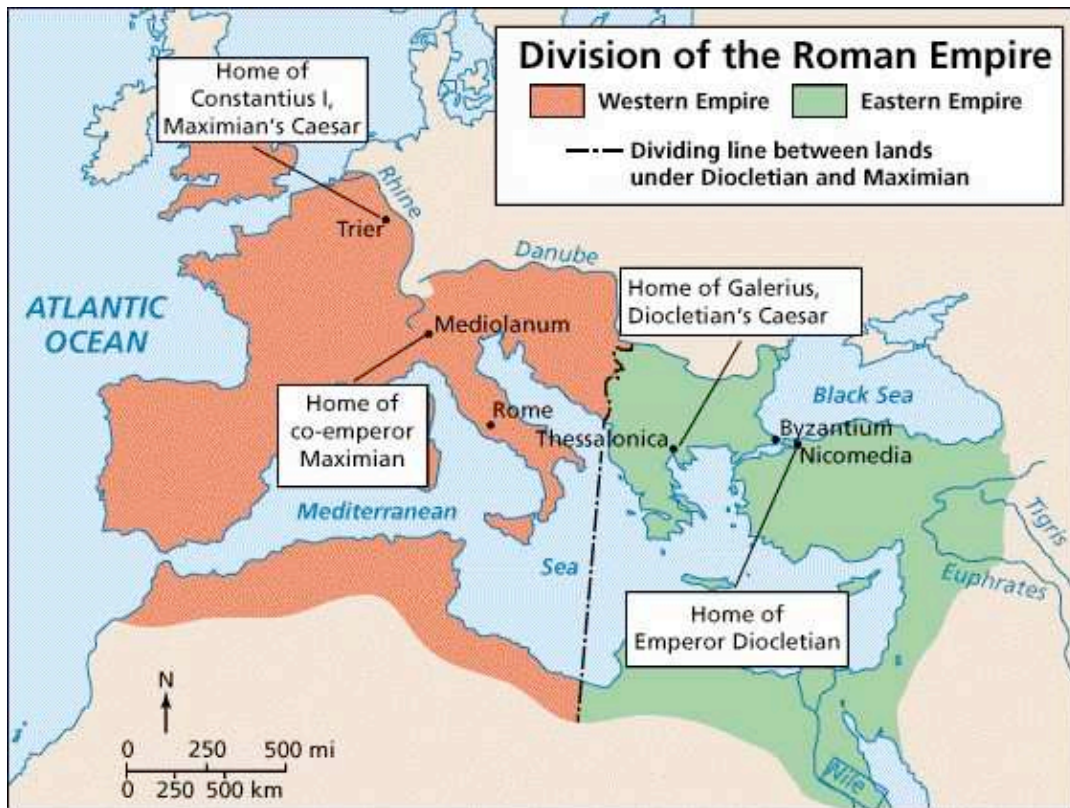 Division of the Roman Empire
Western Empire
Eastern Empire
Dividing line between lands
under Diocletian and Maximian
Home of
Constantius I,
Maximian's Caesar
Rhine
Trier
Danube
Home of Galerius,
Diocletian's Caesar
ATLANTIC
OCEAN
Mediolanum
Black Sea
Home of
co-emperor
Maximian
Rome
Thessalonica
Byzantium
Nicomedia
Mediterranean
Sea
Tigris
Euphrates
Home of
Emperor Diocletian
N
0 250 500 mi
0 250 500 km
Nile